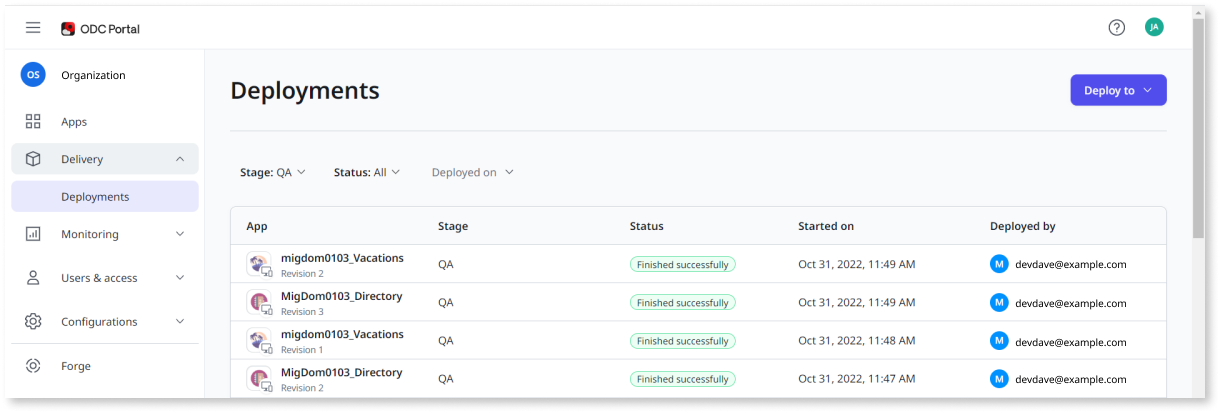 ODC Portal
JA
OS Organization
Apps
Delivery
Deployments
Monitoring
Users & access
Configurations
Forge
Deployments
Deploy to
Stage: QA Status: All Deployed on
App Stage Status Started on Deployed by
migdom0103_Vacations
Revision 2
QA Finished successfully Oct 31, 2022, 11:49 AM M devdave@example.com
MigDom0103_Directory
Revision 3
QA Finished successfully Oct 31, 2022, 11:49 AM M devdave@example.com
migdom0103_Vacations
Revision 1
QA Finished successfully Oct 31, 2022, 11:48 AM M devdave@example.com
MigDom0103_Directory
Revision 2
QA Finished successfully Oct 31, 2022, 11:47 AM M devdave@example.com